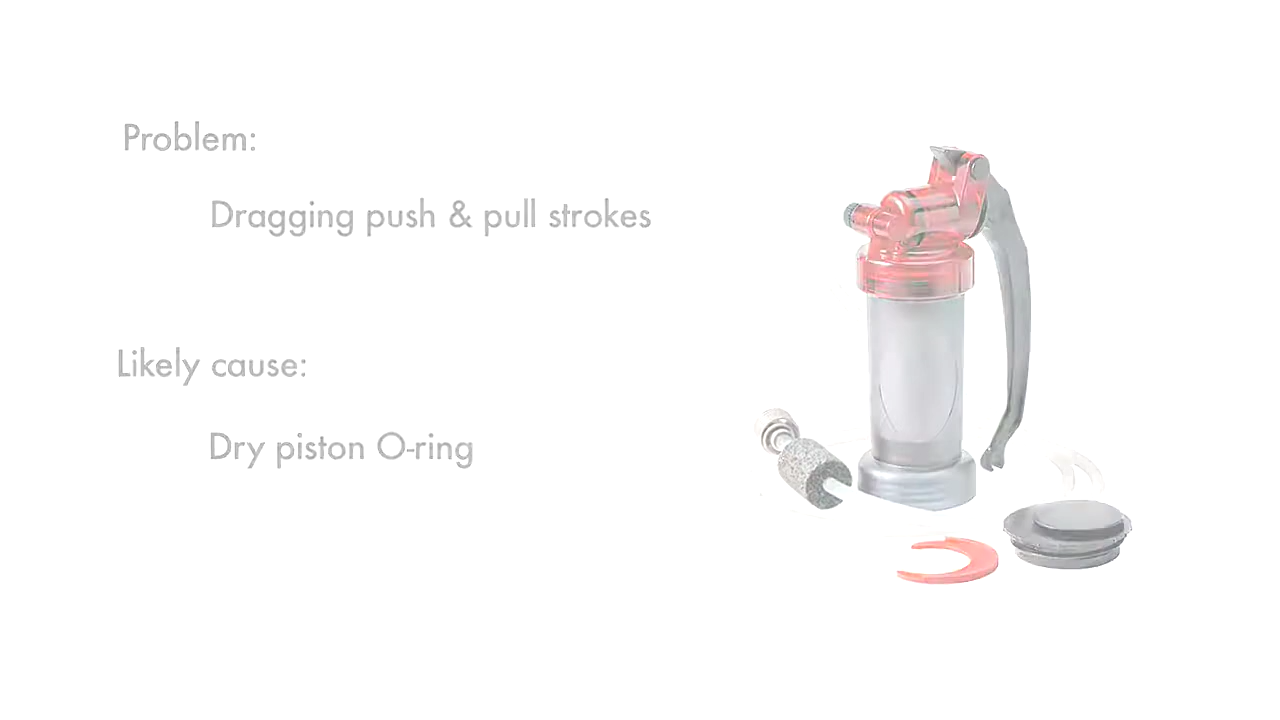 Problem:
Dragging push & pull strokes
Likely cause:
Dry piston O-ring